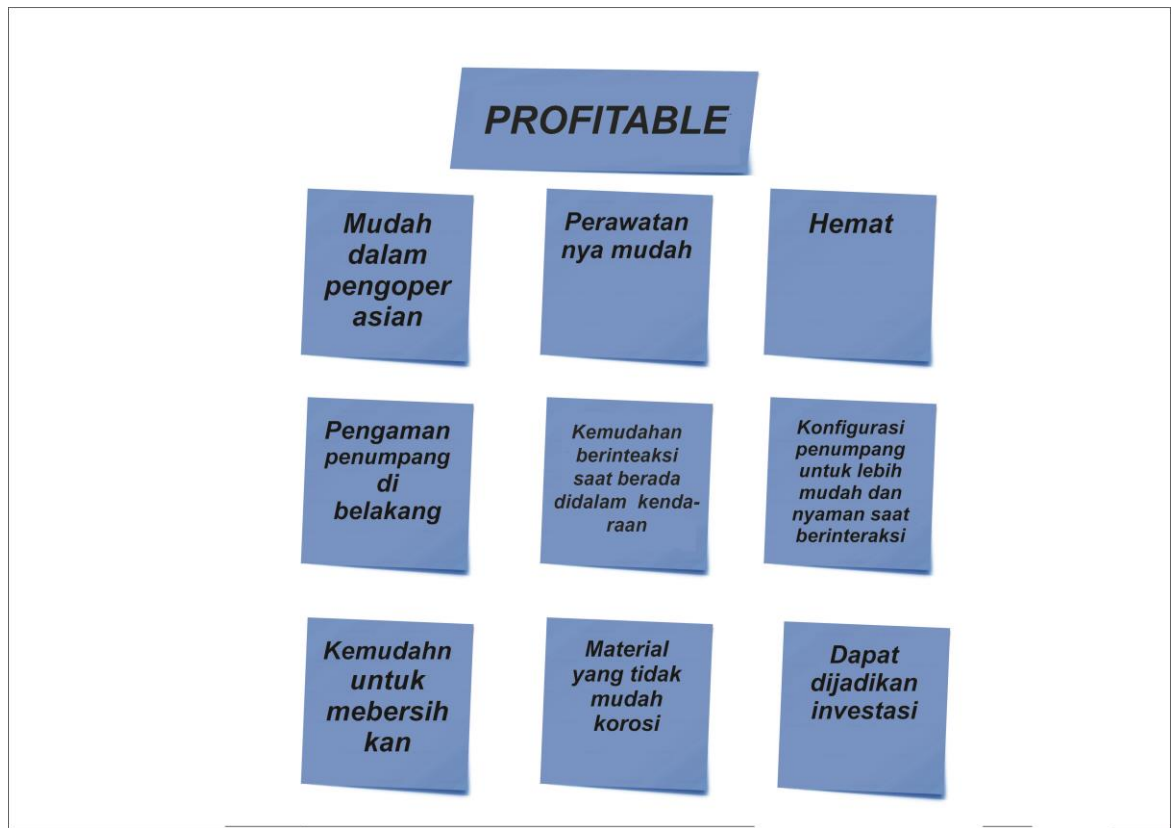 PROFITABLE
Mudah
dalam
pengoper
asian
Perawatan
nya mudah
Hemat
Pengaman
penumpang
di
belakang
Kemudahan
berinteaksi
saat berada
didalam kenda-
raan
Konfigurasi
penumpang
untuk lebih
mudah dan
nyaman saat
berinteraksi
Kemudahn
untuk
mebersih
kan
Material
yang tidak
mudah
korosi
Dapat
dijadikan
investasi